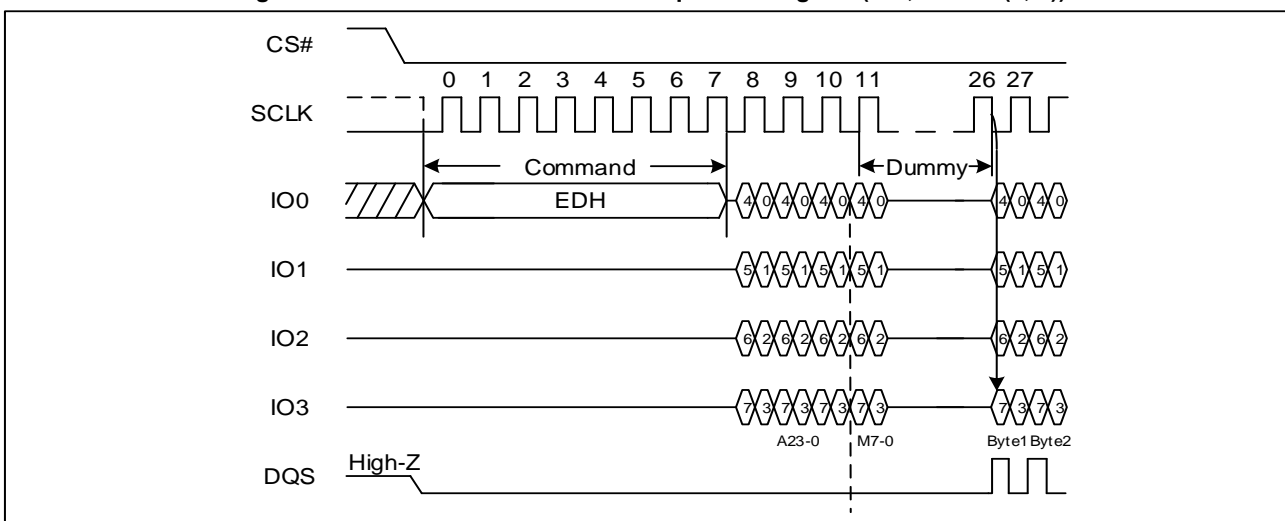 CS#
0 1 2 3 4 5 6 7 8 9 10 11 26 27
SCLK
Command Dummy
IO0 EDH 4 0 4 0 4 0 4 0 4 0 4 0
IO1 5 1 5 1 5 1 5 1 5 1 5 1
IO2 6 2 6 2 6 2 6 2 6 2 6 2
IO3 7 3 7 3 7 3 7 3 7 3 7 3
A23-0 M7-0 Byte1 Byte2
High-Z
DQS